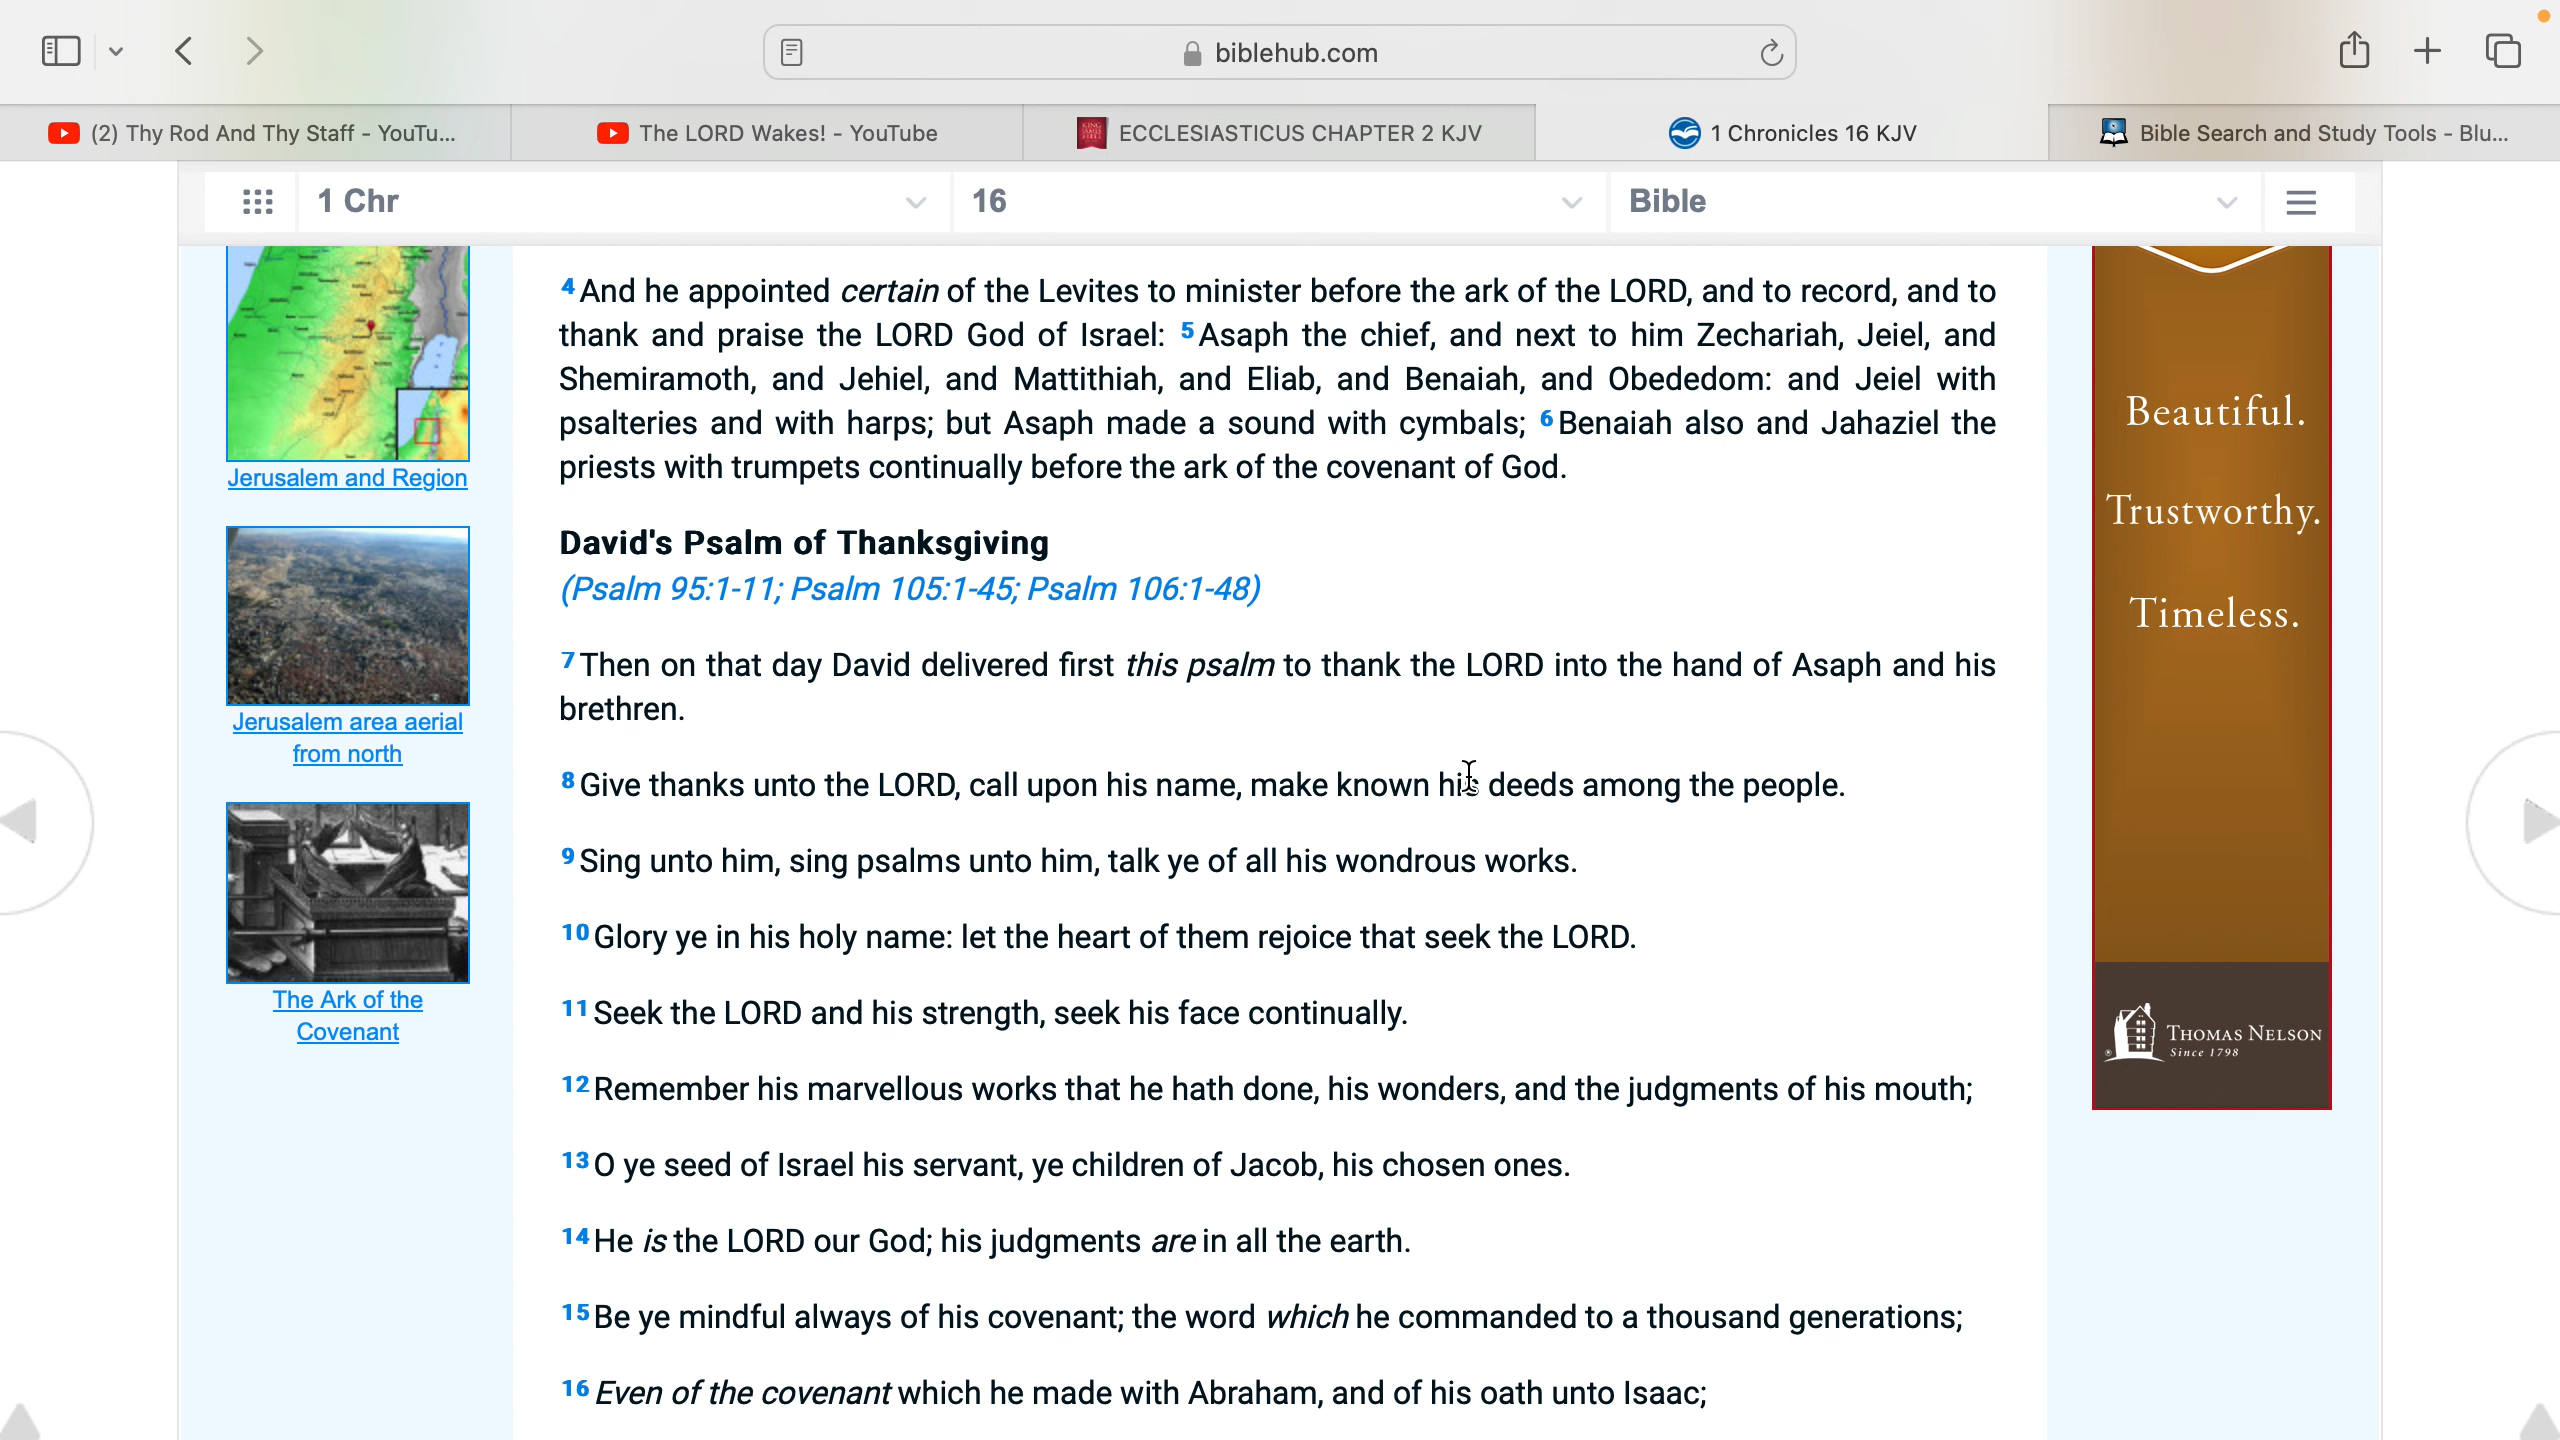 biblehub.com
(2) Thy Rod And Thy Staff - YouTu...
The LORD Wakes! - YouTube
ECCLESIASTICUS CHAPTER 2 KJV
1 Chronicles 16 KJV
Bible Search and Study Tools - Blu...
1 Chr
16
Bible
4 And he appointed certain of the Levites to minister before the ark of the LORD, and to record, and to
thank and praise the LORD God of Israel: 5 Asaph the chief, and next to him Zechariah, Jeiel, and
Shemiramoth, and Jehiel, and Mattithiah, and Eliab, and Benaiah, and Obededom: and Jeiel with
psalteries and with harps; but Asaph made a sound with cymbals; 6 Benaiah also and Jahaziel the
priests with trumpets continually before the ark of the covenant of God.
David's Psalm of Thanksgiving
(Psalm 95:1-11; Psalm 105:1-45; Psalm 106:1-48)
7 Then on that day David delivered first this psalm to thank the LORD into the hand of Asaph and his
brethren.
8 Give thanks unto the LORD, call upon his name, make known his deeds among the people.
9 Sing unto him, sing psalms unto him, talk ye of all his wondrous works.
10 Glory ye in his holy name: let the heart of them rejoice that seek the LORD.
11 Seek the LORD and his strength, seek his face continually.
12 Remember his marvellous works that he hath done, his wonders, and the judgments of his mouth;
13 O ye seed of Israel his servant, ye children of Jacob, his chosen ones.
14 He is the LORD our God; his judgments are in all the earth.
15 Be ye mindful always of his covenant; the word which he commanded to a thousand generations;
16 Even of the covenant which he made with Abraham, and of his oath unto Isaac;
Jerusalem and Region
Jerusalem area aerial
from north
The Ark of the
Covenant
Beautiful.
Trustworthy.
Timeless.
THOMAS NELSON
Since 1798